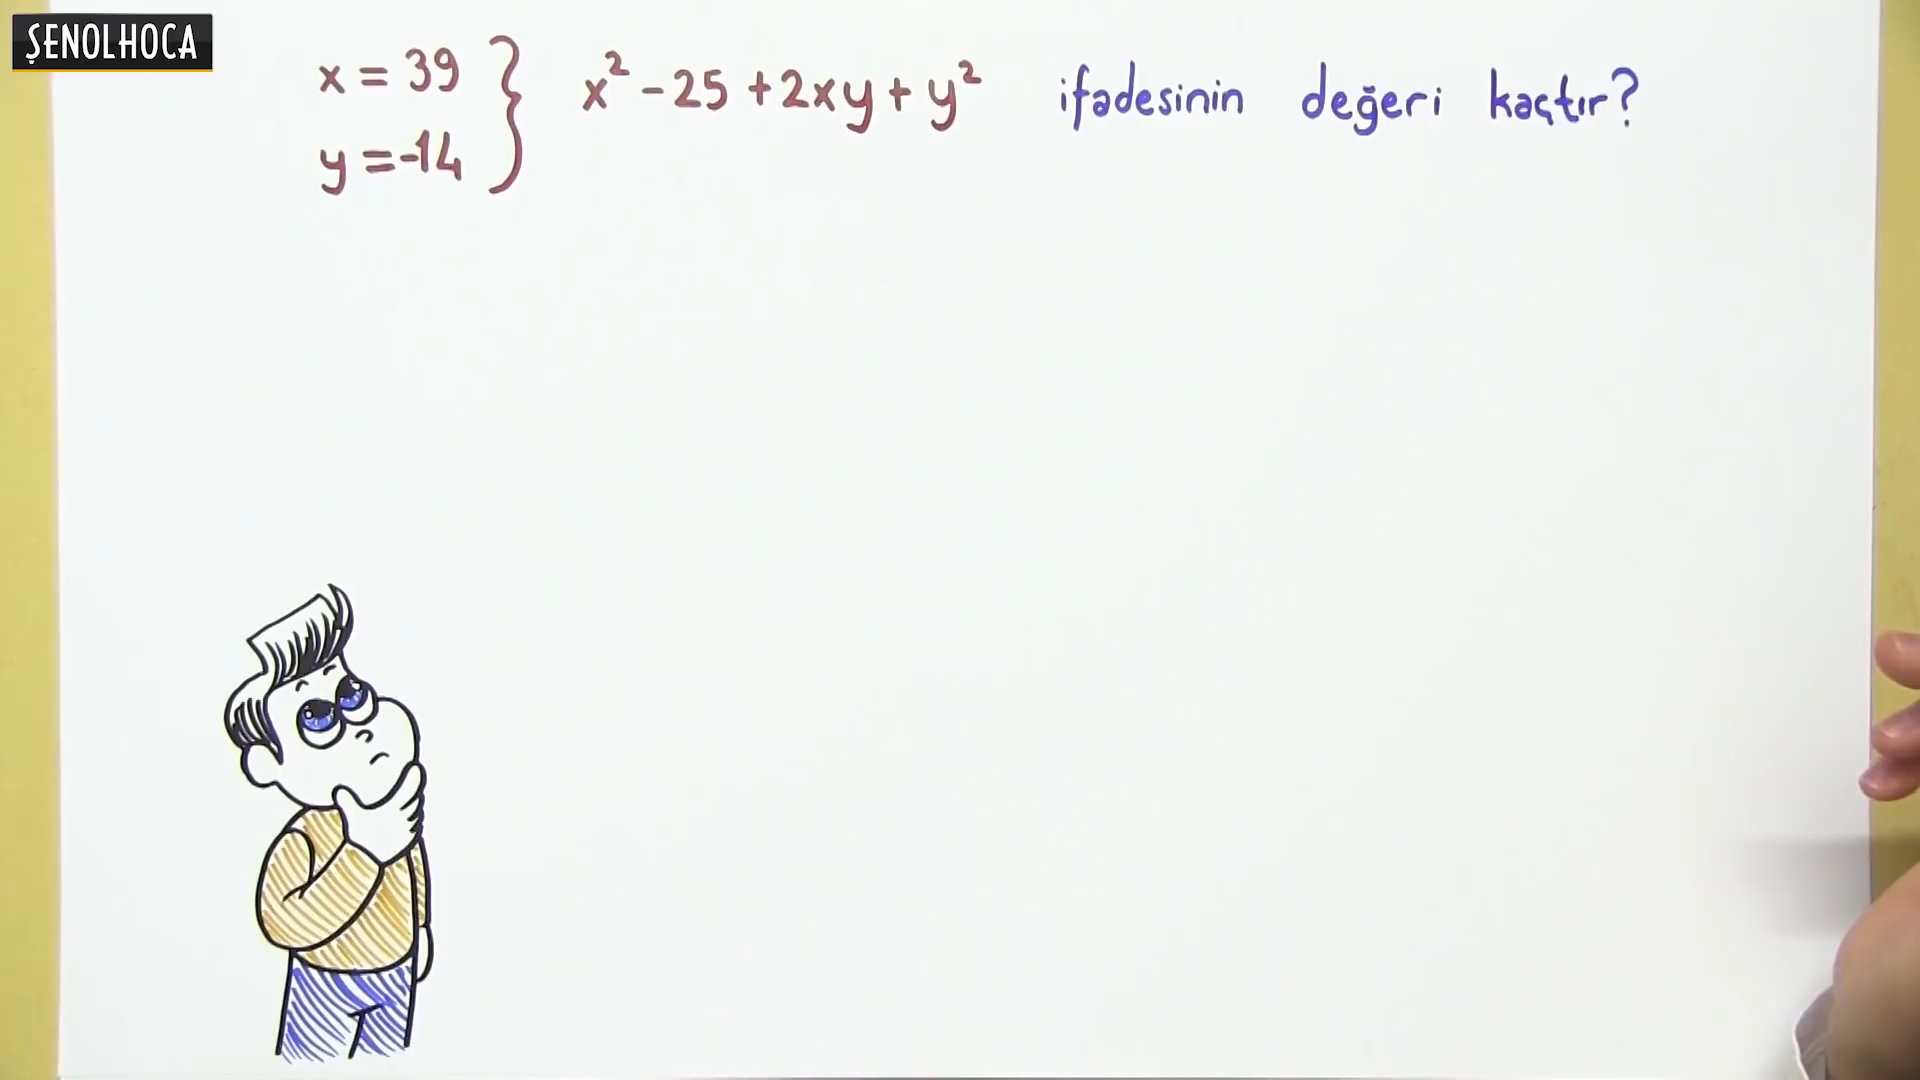 ŞENOLHOCA
x = 39
y = -14
x² - 25 + 2xy + y² ifadesinin değeri kaçtır?